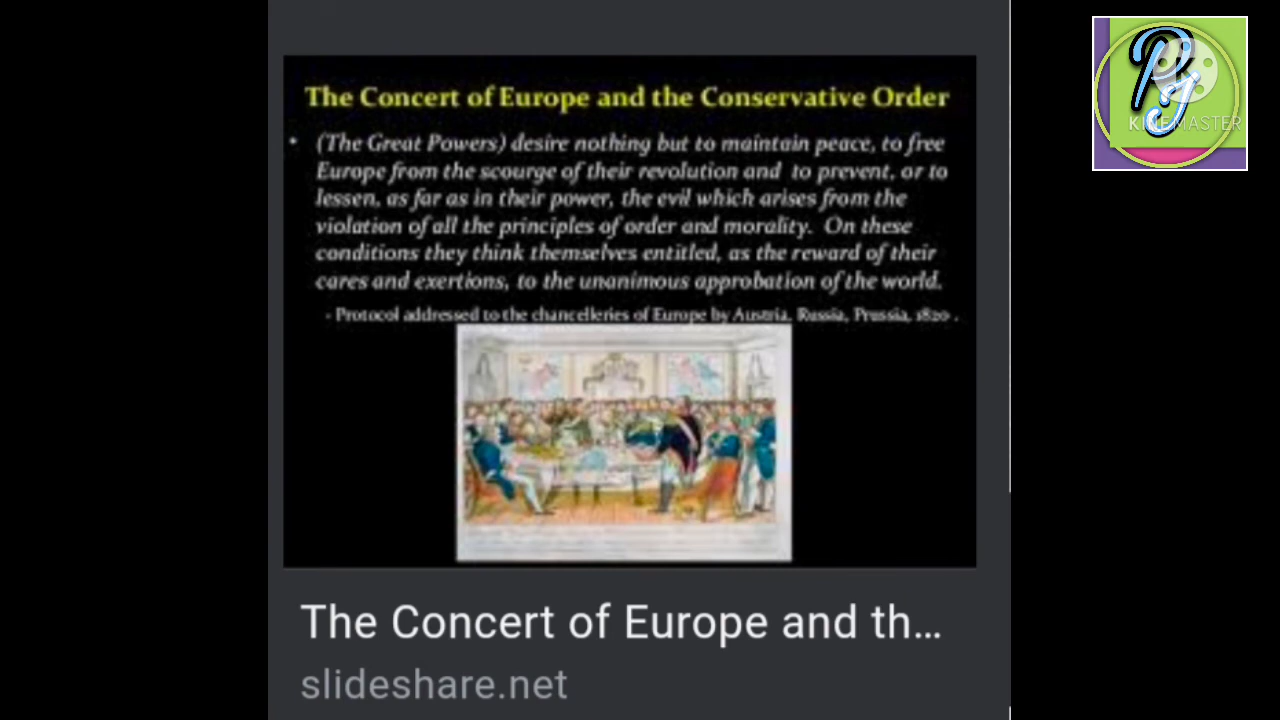 The Concert of Europe and the Conservative Order
• (The Great Powers) desire nothing but to maintain peace, to free
Europe from the scourge of their revolution and to prevent, or to
lessen, as far as in their power, the evil which arises from the
violation of all the principles of order and morality. On these
conditions they think themselves entitled, as the reward of their
cares and exertions, to the unanimous approbation of the world.
- Protocol addressed to the chancelleries of Europe by Austria, Russia, Prussia, 1820 .
The Concert of Europe and th...
slideshare.net
PJ
KINEMASTER